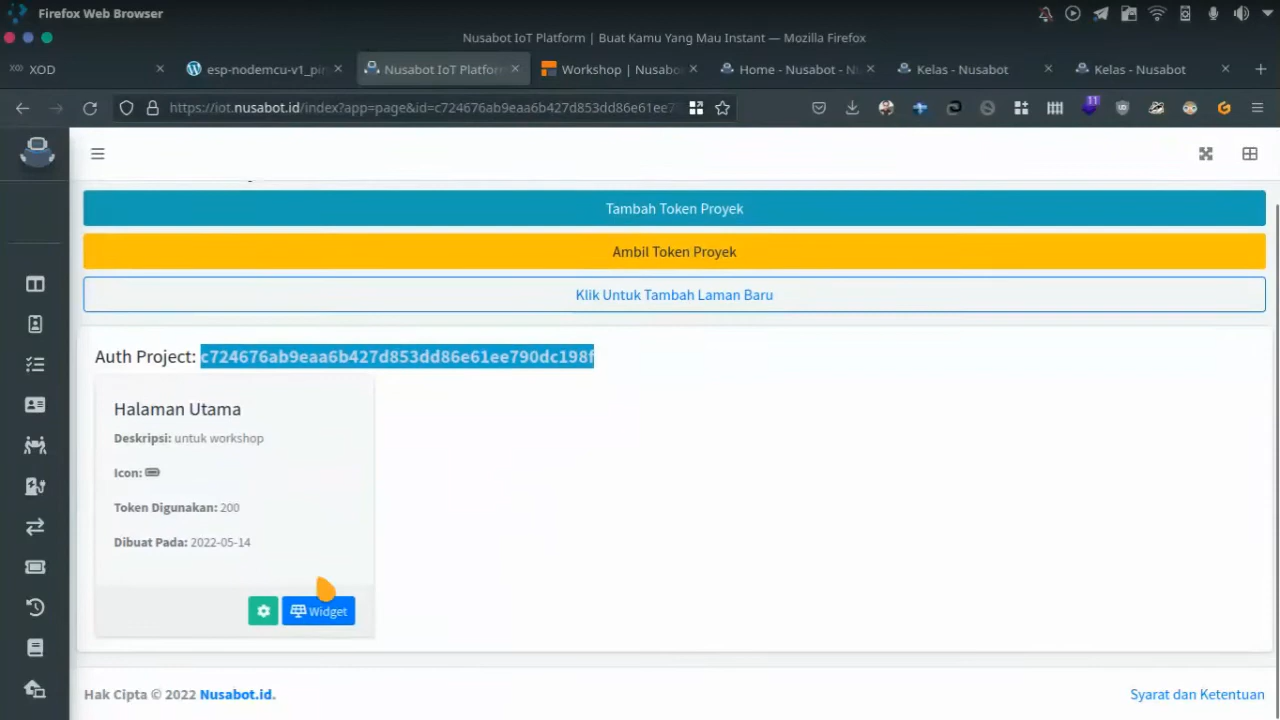 Firefox Web Browser
Nusabot IoT Platform | Buat Kamu Yang Mau Instant — Mozilla Firefox
XOD
esp-nodemcu-v1_pin
Nusabot IoT Platform
Workshop | Nusabo
Home - Nusabot - N
Kelas - Nusabot
Kelas - Nusabot
https://iot.nusabot.id/index?app=page&id=c724676ab9eaa6b427d853dd86e61ee7
11
Tambah Token Proyek
Ambil Token Proyek
Klik Untuk Tambah Laman Baru
Auth Project: c724676ab9eaa6b427d853dd86e61ee790dc198f
Halaman Utama
Deskripsi: untuk workshop
Icon:
Token Digunakan: 200
Dibuat Pada: 2022-05-14
Widget
Hak Cipta © 2022 Nusabot.id.
Syarat dan Ketentuan